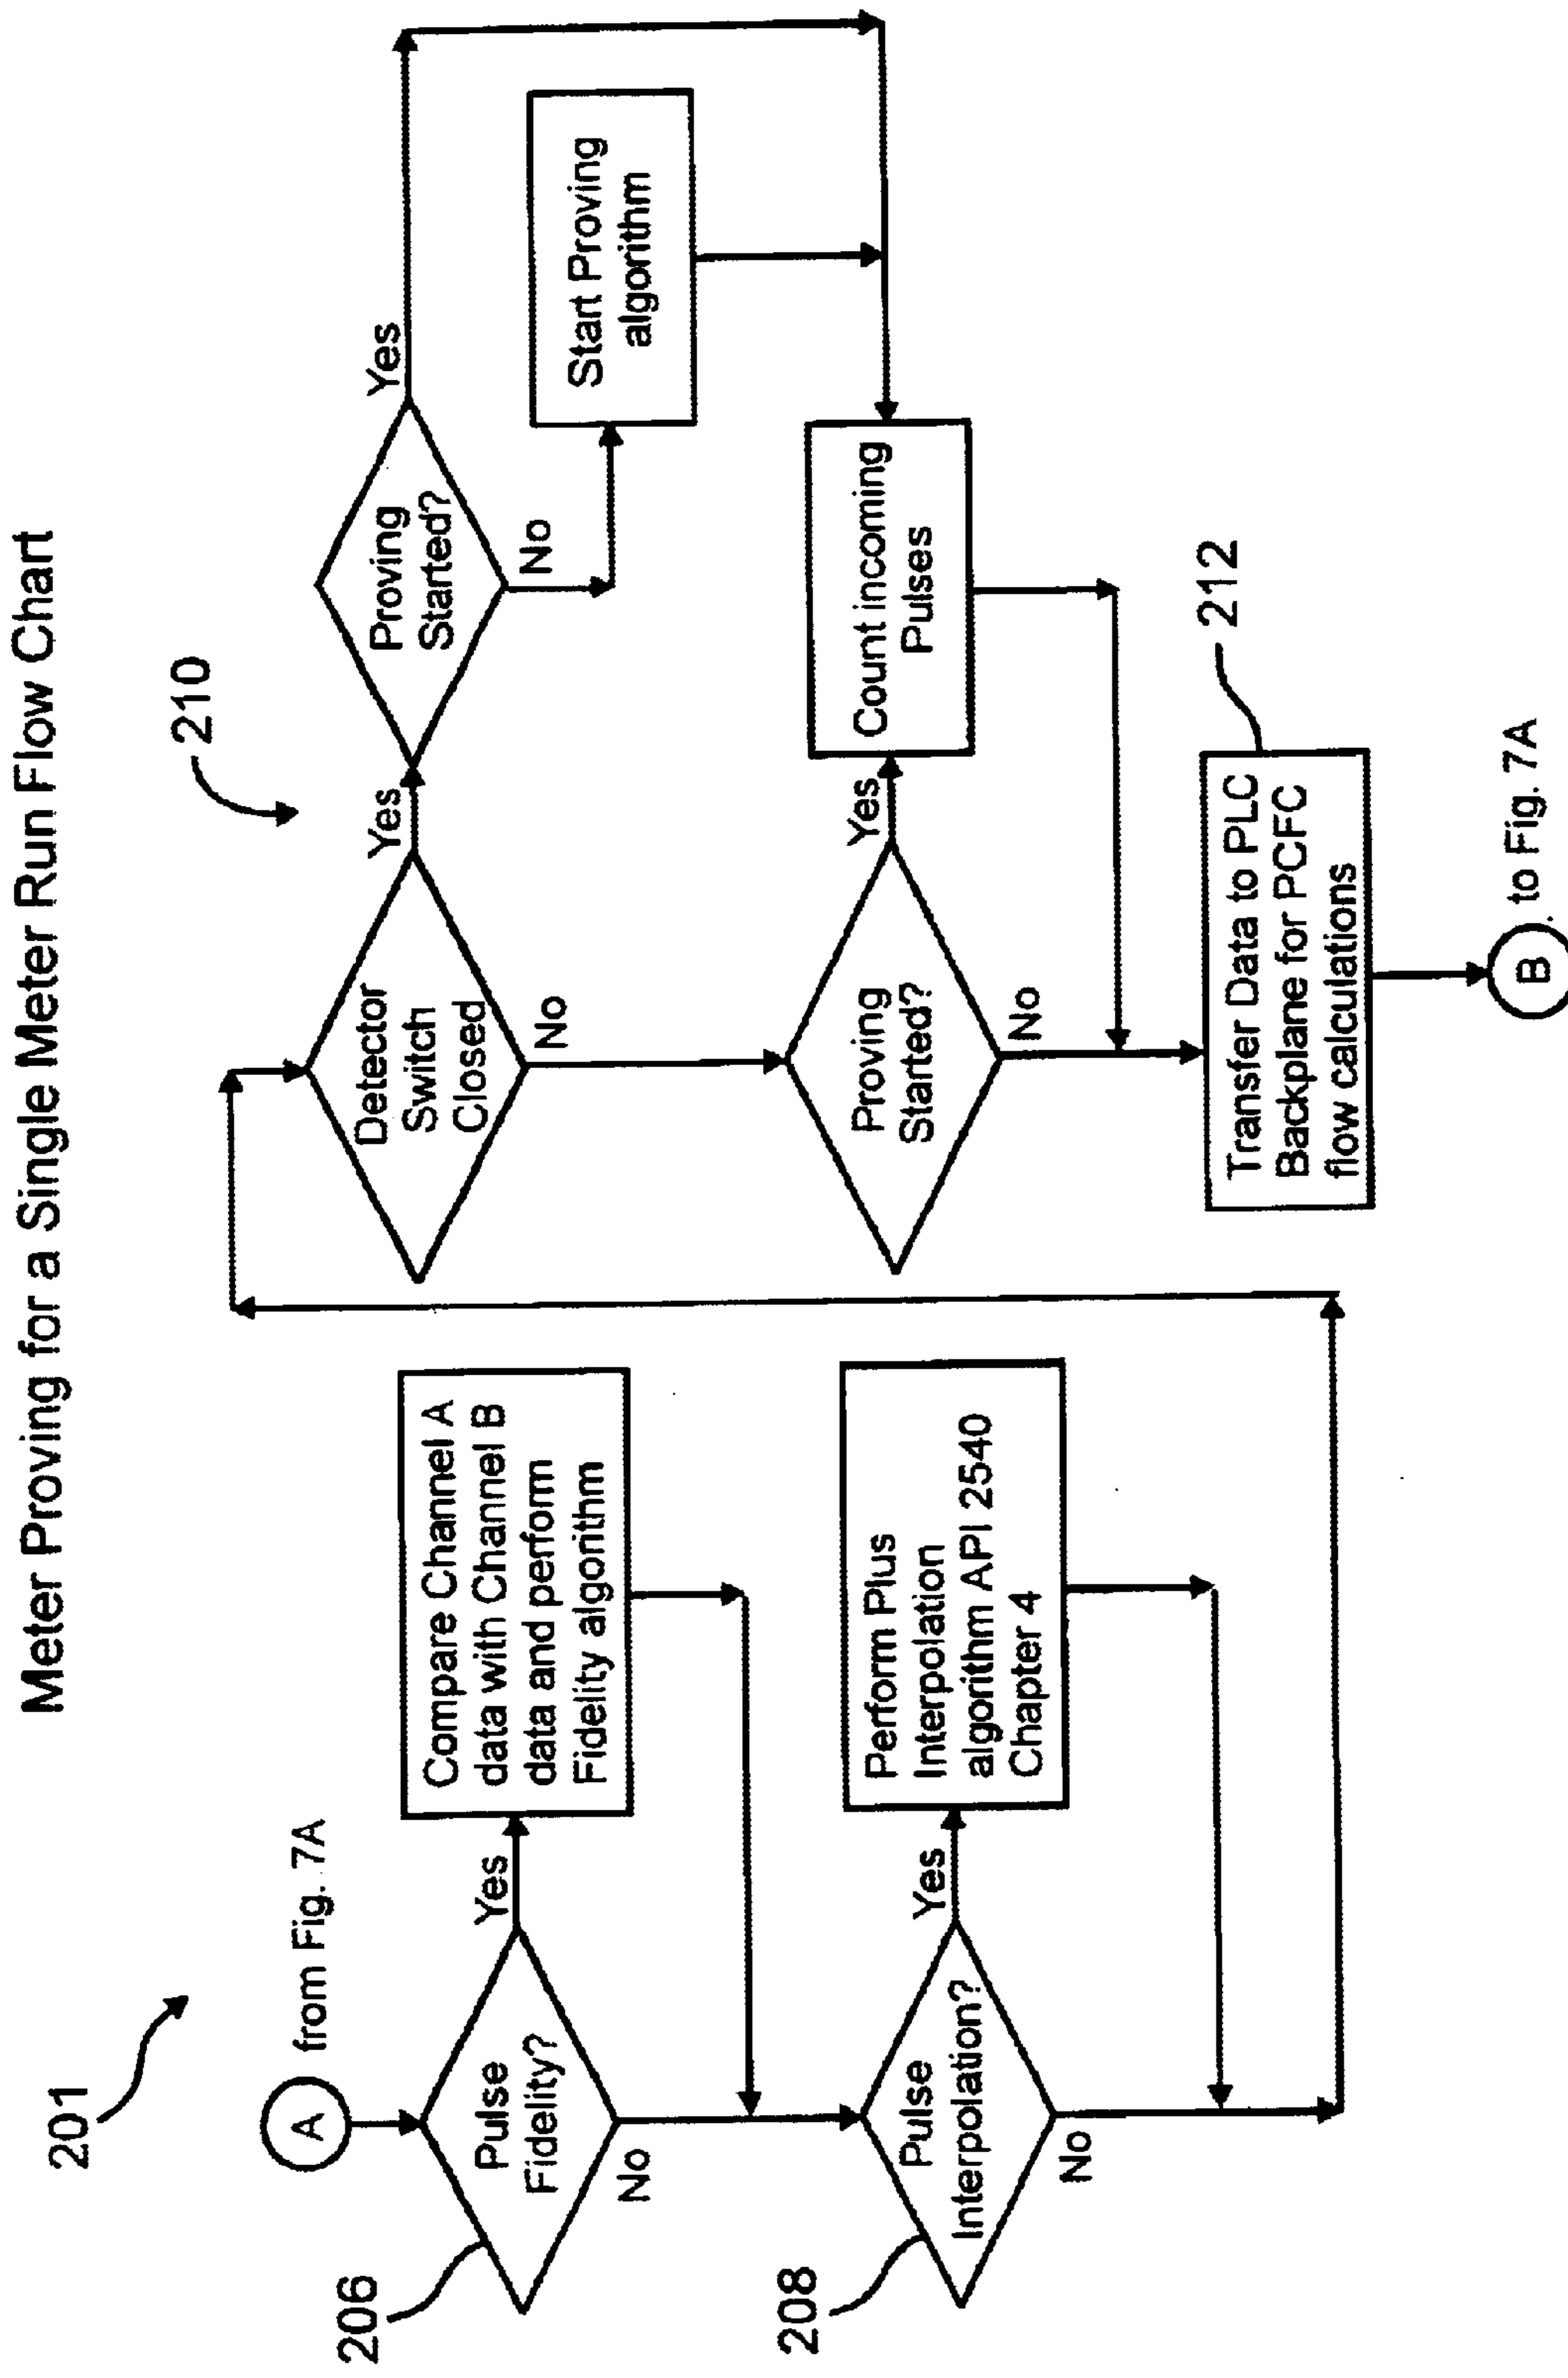 Meter Proving for a Single Meter Run Flow Chart
201
A
from Fig. 7A
206
Pulse
Fidelity?
Yes
No
Compare Channel A
data with Channel B
data and perform
Fidelity algorithm
208
Pulse
Interpolation?
Yes
No
Perform Plus
Interpolation
algorithm API 2540
Chapter 4
210
Detector
Switch
Closed
Yes
No
Proving
Started?
Yes
No
Start Proving
algorithm
Proving
Started?
Yes
No
Count incoming
Pulses
212
Transfer Data to PLC
Backplane for PCFC
flow calculations
B
to Fig. 7A